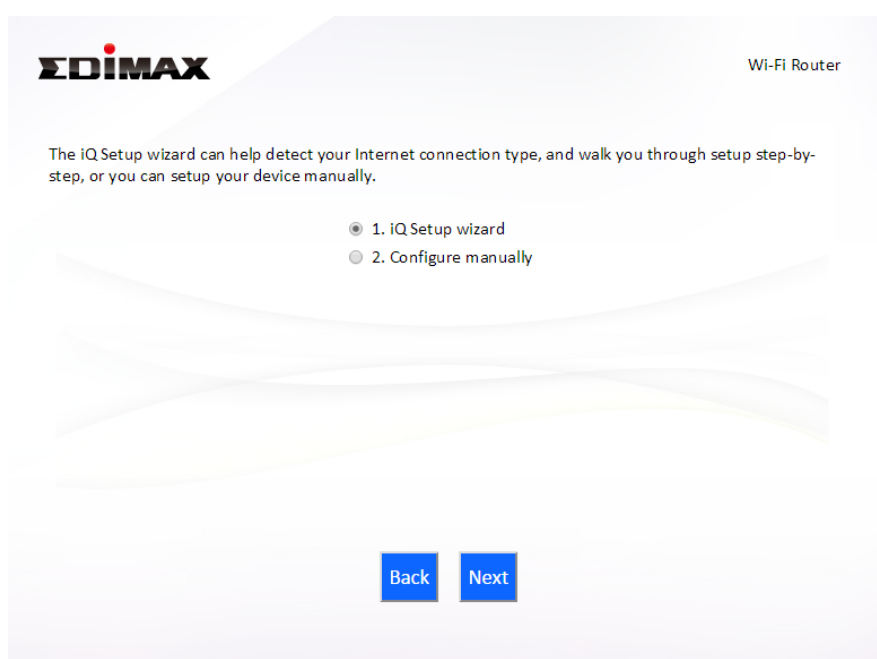 EDIMAX
Wi-Fi Router
The iQ Setup wizard can help detect your Internet connection type, and walk you through setup step-by-
step, or you can setup your device manually.
1. iQ Setup wizard
2. Configure manually
Back Next